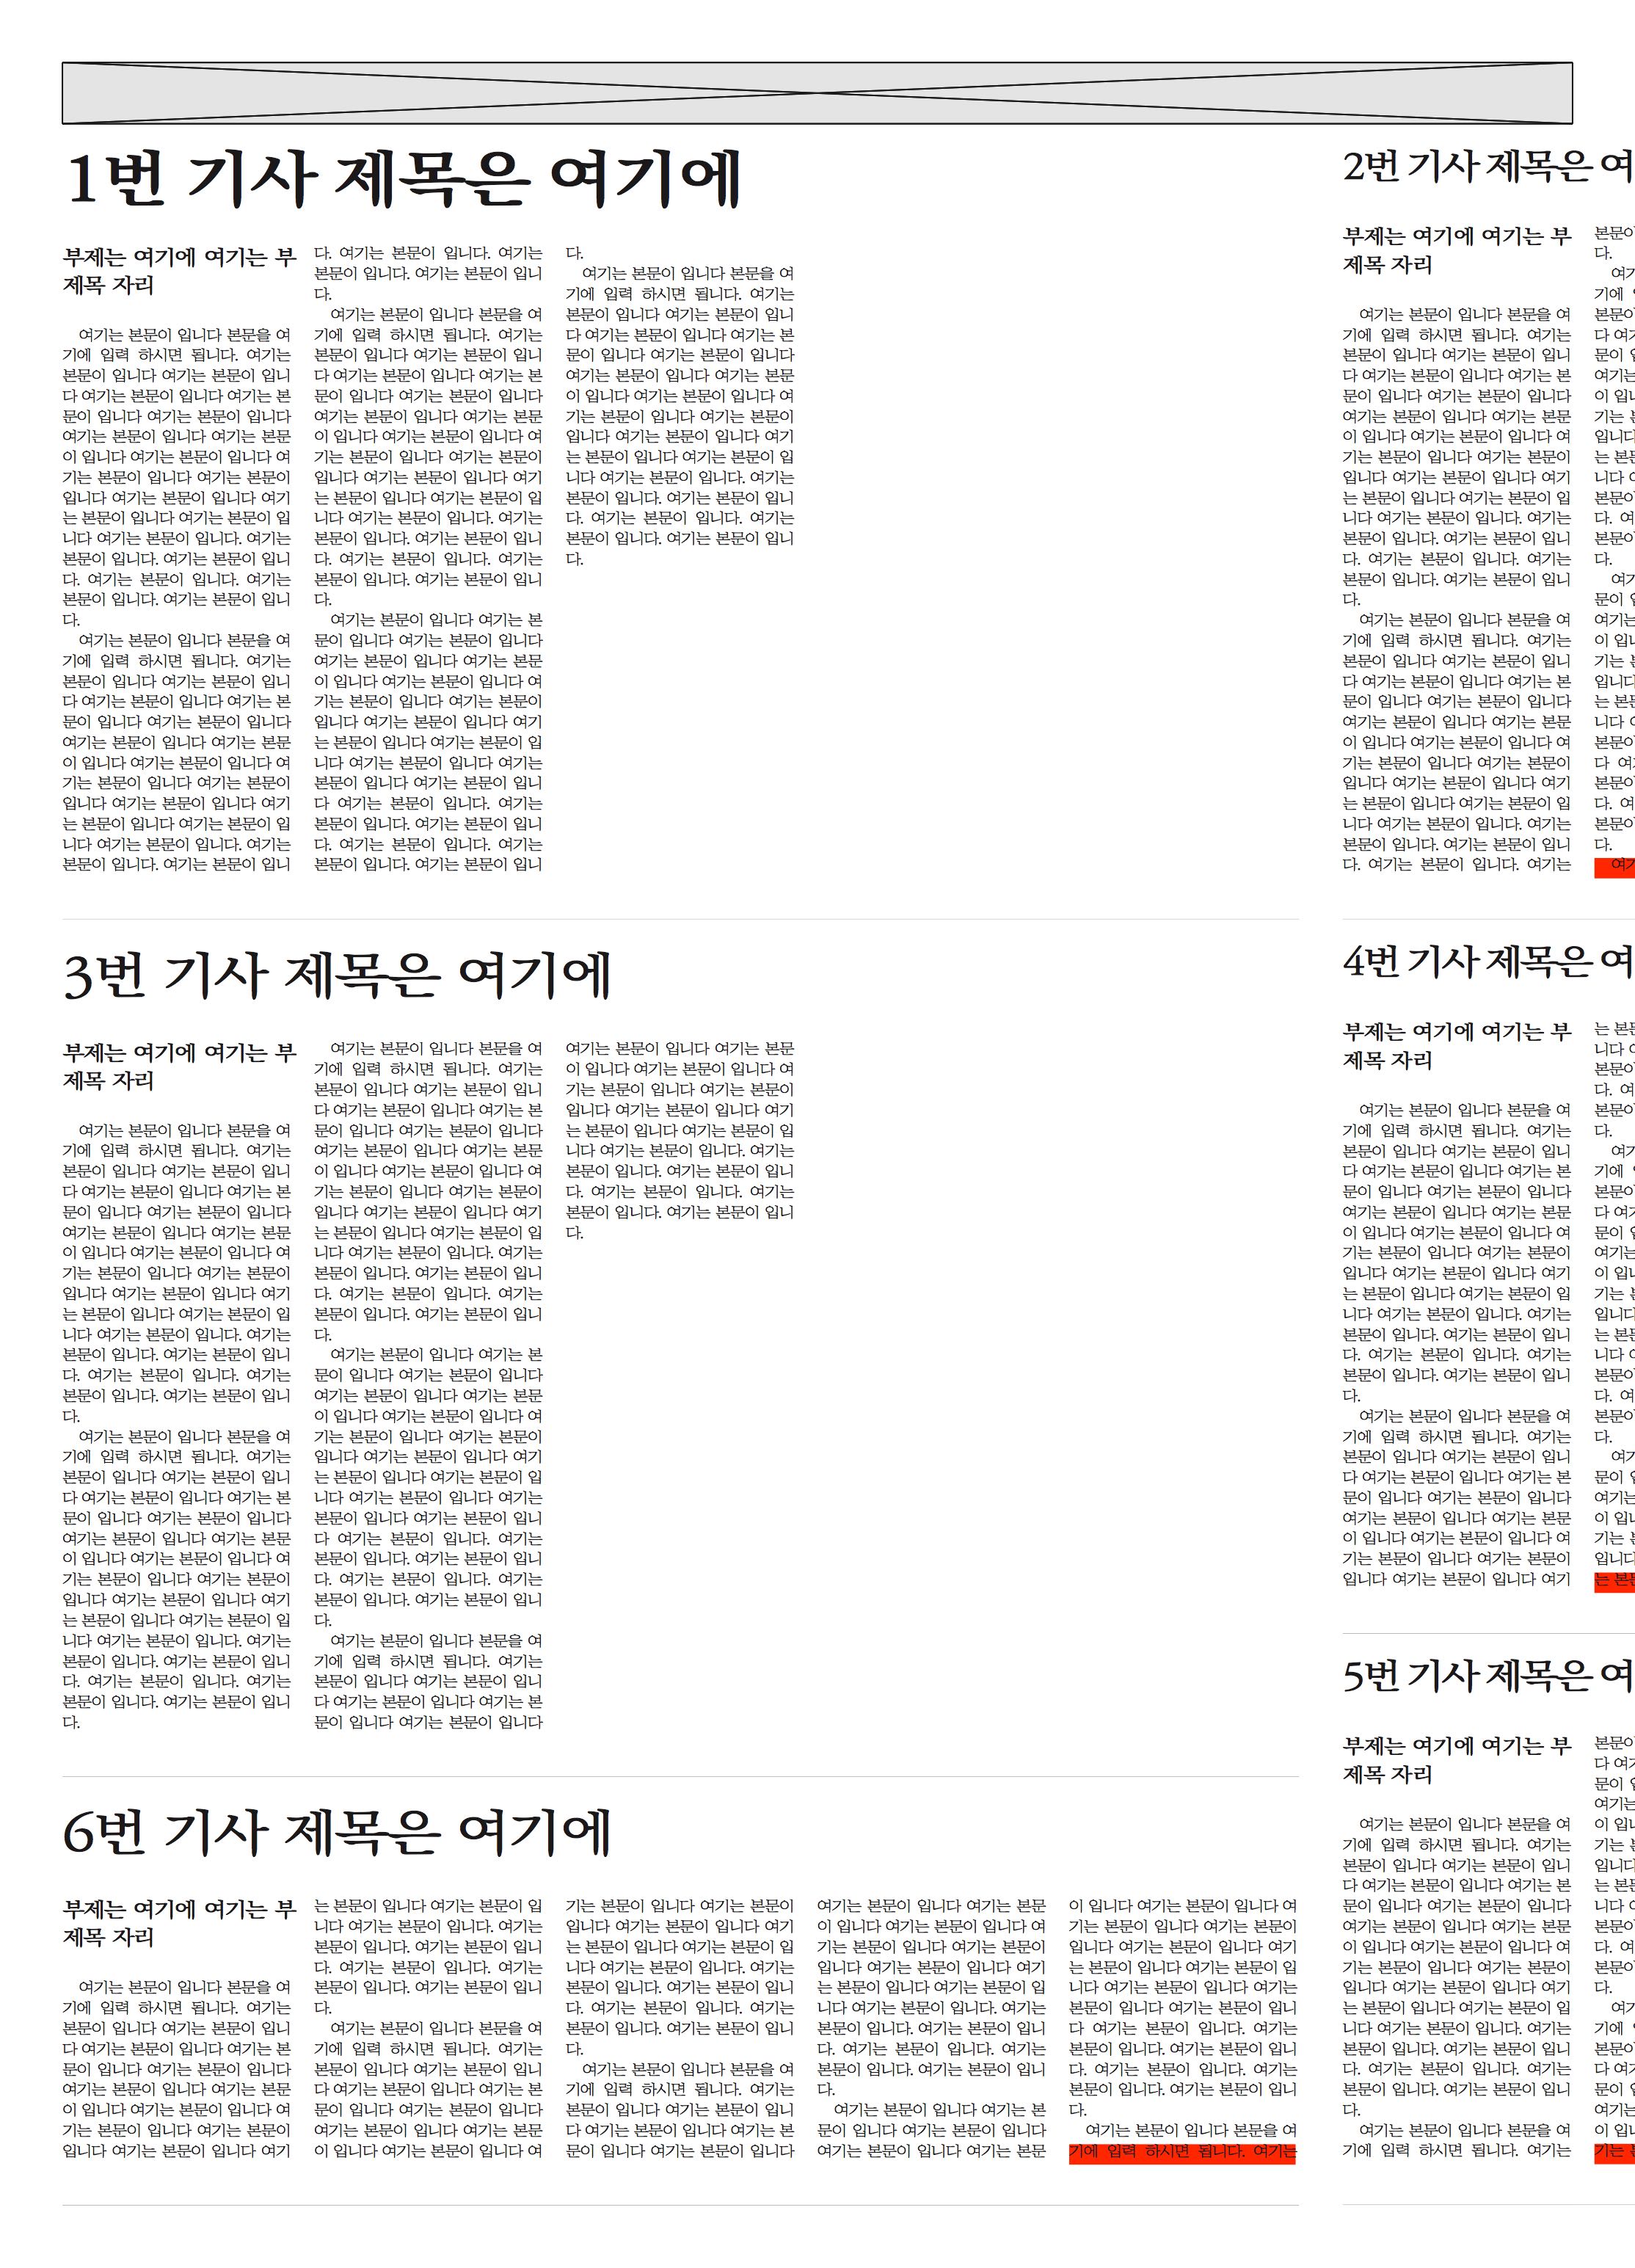 1번 기사 제목은 여기에
부제는 여기에 여기는 부
제목 자리
여기는 본문이 입니다 본문을 여
기에 입력 하시면 됩니다. 여기는
본문이 입니다 여기는 본문이 입니
다 여기는 본문이 입니다 여기는 본
문이 입니다 여기는 본문이 입니다
여기는 본문이 입니다 여기는 본문
이 입니다 여기는 본문이 입니다 여
기는 본문이 입니다 여기는 본문이
입니다 여기는 본문이 입니다 여기
는 본문이 입니다 여기는 본문이 입
니다 여기는 본문이 입니다. 여기는
본문이 입니다. 여기는 본문이 입니
다. 여기는 본문이 입니다. 여기는
본문이 입니다. 여기는 본문이 입니
다.
여기는 본문이 입니다 본문을 여
기에 입력 하시면 됩니다. 여기는
본문이 입니다 여기는 본문이 입니
다 여기는 본문이 입니다 여기는 본
문이 입니다 여기는 본문이 입니다
여기는 본문이 입니다 여기는 본문
이 입니다 여기는 본문이 입니다 여
기는 본문이 입니다 여기는 본문이
입니다 여기는 본문이 입니다 여기
는 본문이 입니다 여기는 본문이 입
니다 여기는 본문이 입니다. 여기는
본문이 입니다. 여기는 본문이 입니
다. 여기는 본문이 입니다. 여기는
본문이 입니다. 여기는 본문이 입니
다.
여기는 본문이 입니다 본문을 여
기에 입력 하시면 됩니다. 여기는
본문이 입니다 여기는 본문이 입니
다 여기는 본문이 입니다 여기는 본
문이 입니다 여기는 본문이 입니다
여기는 본문이 입니다 여기는 본문
이 입니다 여기는 본문이 입니다 여
기는 본문이 입니다 여기는 본문이
입니다 여기는 본문이 입니다 여기
는 본문이 입니다 여기는 본문이 입
니다 여기는 본문이 입니다. 여기는
본문이 입니다. 여기는 본문이 입니
다. 여기는 본문이 입니다. 여기는
본문이 입니다. 여기는 본문이 입니
다.
여기는 본문이 입니다 여기는 본
문이 입니다 여기는 본문이 입니다
여기는 본문이 입니다 여기는 본문
이 입니다 여기는 본문이 입니다 여
기는 본문이 입니다 여기는 본문이
입니다 여기는 본문이 입니다 여기
는 본문이 입니다 여기는 본문이 입
니다 여기는 본문이 입니다 여기는
본문이 입니다 여기는 본문이 입니
다 여기는 본문이 입니다. 여기는
본문이 입니다. 여기는 본문이 입니
다. 여기는 본문이 입니다. 여기는
본문이 입니다. 여기는 본문이 입니
다.
여기는 본문이 입니다 본문을 여
기에 입력 하시면 됩니다. 여기는
본문이 입니다 여기는 본문이 입니
다 여기는 본문이 입니다 여기는 본
문이 입니다 여기는 본문이 입니다
여기는 본문이 입니다 여기는 본문
이 입니다 여기는 본문이 입니다 여
기는 본문이 입니다 여기는 본문이
입니다 여기는 본문이 입니다 여기
는 본문이 입니다 여기는 본문이 입
니다 여기는 본문이 입니다. 여기는
본문이 입니다. 여기는 본문이 입니
다. 여기는 본문이 입니다. 여기는
본문이 입니다. 여기는 본문이 입니
다.
2번 기사 제목은 여
부제는 여기에 여기는 부
제목 자리
여기는 본문이 입니다 본문을 여
기에 입력 하시면 됩니다. 여기는
본문이 입니다 여기는 본문이 입니
다 여기는 본문이 입니다 여기는 본
문이 입니다 여기는 본문이 입니다
여기는 본문이 입니다 여기는 본문
이 입니다 여기는 본문이 입니다 여
기는 본문이 입니다 여기는 본문이
입니다 여기는 본문이 입니다 여기
는 본문이 입니다 여기는 본문이 입
니다 여기는 본문이 입니다. 여기는
본문이 입니다. 여기는 본문이 입니
다. 여기는 본문이 입니다. 여기는
본문이 입니다. 여기는 본문이 입니
다.
여기는 본문이 입니다 본문을 여
기에 입력 하시면 됩니다. 여기는
본문이 입니다 여기는 본문이 입니
다 여기는 본문이 입니다 여기는 본
문이 입니다 여기는 본문이 입니다
여기는 본문이 입니다 여기는 본문
이 입니다 여기는 본문이 입니다 여
기는 본문이 입니다 여기는 본문이
입니다 여기는 본문이 입니다 여기
는 본문이 입니다 여기는 본문이 입
니다 여기는 본문이 입니다. 여기는
본문이 입니다. 여기는 본문이 입니
다. 여기는 본문이 입니다. 여기는
3번 기사 제목은 여기에
부제는 여기에 여기는 부
제목 자리
여기는 본문이 입니다 본문을 여
기에 입력 하시면 됩니다. 여기는
본문이 입니다 여기는 본문이 입니
다 여기는 본문이 입니다 여기는 본
문이 입니다 여기는 본문이 입니다
여기는 본문이 입니다 여기는 본문
이 입니다 여기는 본문이 입니다 여
기는 본문이 입니다 여기는 본문이
입니다 여기는 본문이 입니다 여기
는 본문이 입니다 여기는 본문이 입
니다 여기는 본문이 입니다. 여기는
본문이 입니다. 여기는 본문이 입니
다. 여기는 본문이 입니다. 여기는
본문이 입니다. 여기는 본문이 입니
다.
여기는 본문이 입니다 본문을 여
기에 입력 하시면 됩니다. 여기는
본문이 입니다 여기는 본문이 입니
다 여기는 본문이 입니다 여기는 본
문이 입니다 여기는 본문이 입니다
여기는 본문이 입니다 여기는 본문
이 입니다 여기는 본문이 입니다 여
기는 본문이 입니다 여기는 본문이
입니다 여기는 본문이 입니다 여기
는 본문이 입니다 여기는 본문이 입
니다 여기는 본문이 입니다. 여기는
본문이 입니다. 여기는 본문이 입니
다. 여기는 본문이 입니다. 여기는
본문이 입니다. 여기는 본문이 입니
다.
여기는 본문이 입니다 본문을 여
기에 입력 하시면 됩니다. 여기는
본문이 입니다 여기는 본문이 입니
다 여기는 본문이 입니다 여기는 본
문이 입니다 여기는 본문이 입니다
여기는 본문이 입니다 여기는 본문
이 입니다 여기는 본문이 입니다 여
기는 본문이 입니다 여기는 본문이
입니다 여기는 본문이 입니다 여기
는 본문이 입니다 여기는 본문이 입
니다 여기는 본문이 입니다. 여기는
본문이 입니다. 여기는 본문이 입니
다. 여기는 본문이 입니다. 여기는
본문이 입니다. 여기는 본문이 입니
다.
여기는 본문이 입니다 여기는 본
문이 입니다 여기는 본문이 입니다
여기는 본문이 입니다 여기는 본문
이 입니다 여기는 본문이 입니다 여
기는 본문이 입니다 여기는 본문이
입니다 여기는 본문이 입니다 여기
는 본문이 입니다 여기는 본문이 입
니다 여기는 본문이 입니다 여기는
본문이 입니다 여기는 본문이 입니
다 여기는 본문이 입니다. 여기는
본문이 입니다. 여기는 본문이 입니
다. 여기는 본문이 입니다. 여기는
본문이 입니다. 여기는 본문이 입니
다.
여기는 본문이 입니다 본문을 여
기에 입력 하시면 됩니다. 여기는
본문이 입니다 여기는 본문이 입니
다 여기는 본문이 입니다 여기는 본
문이 입니다 여기는 본문이 입니다
여기는 본문이 입니다 여기는 본문
이 입니다 여기는 본문이 입니다 여
기는 본문이 입니다 여기는 본문이
입니다 여기는 본문이 입니다 여기
는 본문이 입니다 여기는 본문이 입
니다 여기는 본문이 입니다. 여기는
본문이 입니다. 여기는 본문이 입니
다. 여기는 본문이 입니다. 여기는
본문이 입니다. 여기는 본문이 입니
다.
4번 기사 제목은 여
부제는 여기에 여기는 부
제목 자리
여기는 본문이 입니다 본문을 여
기에 입력 하시면 됩니다. 여기는
본문이 입니다 여기는 본문이 입니
다 여기는 본문이 입니다 여기는 본
문이 입니다 여기는 본문이 입니다
여기는 본문이 입니다 여기는 본문
이 입니다 여기는 본문이 입니다 여
기는 본문이 입니다 여기는 본문이
입니다 여기는 본문이 입니다 여기
는 본문이 입니다 여기는 본문이 입
니다 여기는 본문이 입니다. 여기는
본문이 입니다. 여기는 본문이 입니
다. 여기는 본문이 입니다. 여기는
본문이 입니다. 여기는 본문이 입니
다.
여기는 본문이 입니다 본문을 여
기에 입력 하시면 됩니다. 여기는
본문이 입니다 여기는 본문이 입니
다 여기는 본문이 입니다 여기는 본
문이 입니다 여기는 본문이 입니다
여기는 본문이 입니다 여기는 본문
이 입니다 여기는 본문이 입니다 여
기는 본문이 입니다 여기는 본문이
입니다 여기는 본문이 입니다 여기
5번 기사 제목은 여
부제는 여기에 여기는 부
제목 자리
여기는 본문이 입니다 본문을 여
기에 입력 하시면 됩니다. 여기는
본문이 입니다 여기는 본문이 입니
다 여기는 본문이 입니다 여기는 본
문이 입니다 여기는 본문이 입니다
여기는 본문이 입니다 여기는 본문
이 입니다 여기는 본문이 입니다 여
기는 본문이 입니다 여기는 본문이
입니다 여기는 본문이 입니다 여기
는 본문이 입니다 여기는 본문이 입
니다 여기는 본문이 입니다. 여기는
본문이 입니다. 여기는 본문이 입니
다. 여기는 본문이 입니다. 여기는
본문이 입니다. 여기는 본문이 입니
다.
여기는 본문이 입니다 본문을 여
기에 입력 하시면 됩니다. 여기는
6번 기사 제목은 여기에
부제는 여기에 여기는 부
제목 자리
여기는 본문이 입니다 본문을 여
기에 입력 하시면 됩니다. 여기는
본문이 입니다 여기는 본문이 입니
다 여기는 본문이 입니다 여기는 본
문이 입니다 여기는 본문이 입니다
여기는 본문이 입니다 여기는 본문
이 입니다 여기는 본문이 입니다 여
기는 본문이 입니다 여기는 본문이
입니다 여기는 본문이 입니다 여기
는 본문이 입니다 여기는 본문이 입
니다 여기는 본문이 입니다. 여기는
본문이 입니다. 여기는 본문이 입니
다. 여기는 본문이 입니다. 여기는
본문이 입니다. 여기는 본문이 입니
다.
여기는 본문이 입니다 본문을 여
기에 입력 하시면 됩니다. 여기는
본문이 입니다 여기는 본문이 입니
다 여기는 본문이 입니다 여기는 본
문이 입니다 여기는 본문이 입니다
여기는 본문이 입니다 여기는 본문
이 입니다 여기는 본문이 입니다 여
기는 본문이 입니다 여기는 본문이
입니다 여기는 본문이 입니다 여기
는 본문이 입니다 여기는 본문이 입
니다 여기는 본문이 입니다. 여기는
본문이 입니다. 여기는 본문이 입니
다. 여기는 본문이 입니다. 여기는
본문이 입니다. 여기는 본문이 입니
다.
여기는 본문이 입니다 본문을 여
기에 입력 하시면 됩니다. 여기는
본문이 입니다 여기는 본문이 입니
다 여기는 본문이 입니다 여기는 본
문이 입니다 여기는 본문이 입니다
여기는 본문이 입니다 여기는 본문
이 입니다 여기는 본문이 입니다 여
기는 본문이 입니다 여기는 본문이
입니다 여기는 본문이 입니다 여기
는 본문이 입니다 여기는 본문이 입
니다 여기는 본문이 입니다. 여기는
본문이 입니다. 여기는 본문이 입니
다. 여기는 본문이 입니다. 여기는
본문이 입니다. 여기는 본문이 입니
다.
여기는 본문이 입니다 여기는 본
문이 입니다 여기는 본문이 입니다
여기는 본문이 입니다 여기는 본문
이 입니다 여기는 본문이 입니다 여
기는 본문이 입니다 여기는 본문이
입니다 여기는 본문이 입니다 여기
는 본문이 입니다 여기는 본문이 입
니다 여기는 본문이 입니다 여기는
본문이 입니다 여기는 본문이 입니
다 여기는 본문이 입니다. 여기는
본문이 입니다. 여기는 본문이 입니
다. 여기는 본문이 입니다. 여기는
본문이 입니다. 여기는 본문이 입니
다.
여기는 본문이 입니다 본문을 여
기에 입력 하시면 됩니다. 여기는